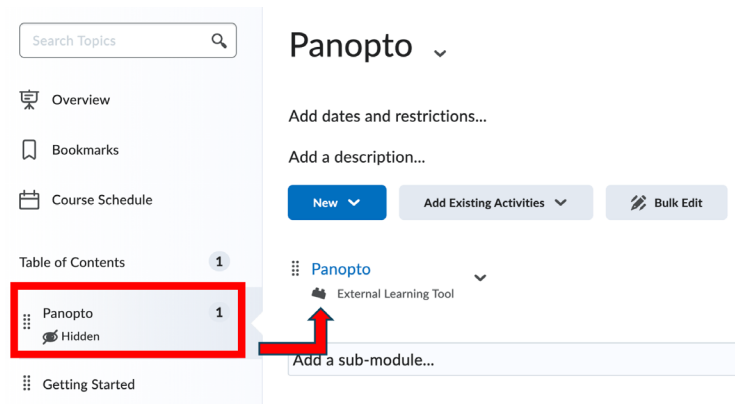 Search Topics
Overview
Bookmarks
Course Schedule
Table of Contents 1
Panopto 1
Hidden
Getting Started
Panopto
Add dates and restrictions...
Add a description...
New Add Existing Activities Bulk Edit
Panopto
External Learning Tool
Add a sub-module...